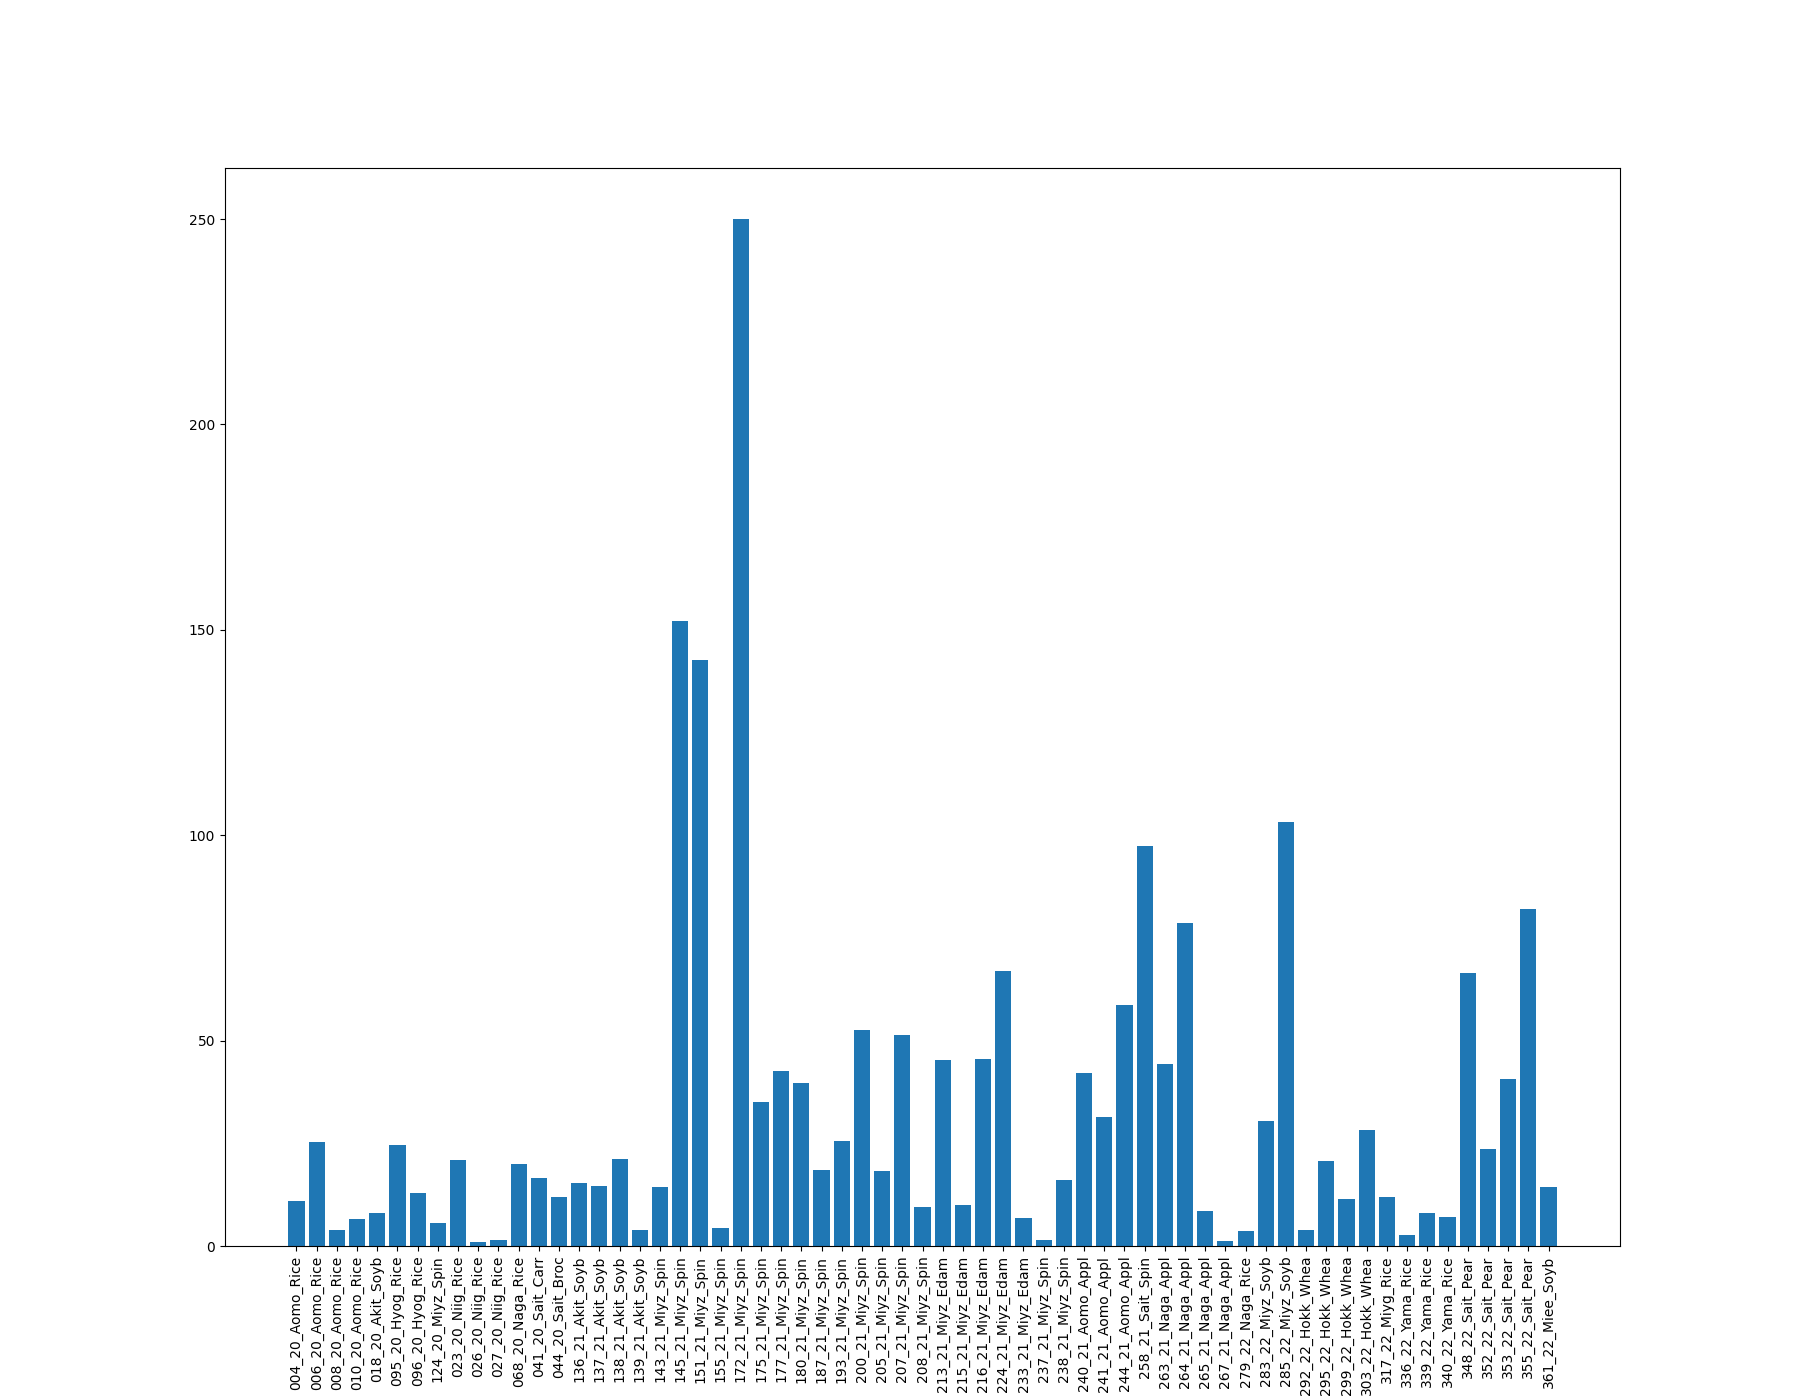 250
200
150
100
50
0
004_20_Aomo_Rice
006_20_Aomo_Rice
008_20_Aomo_Rice
010_20_Aomo_Rice
018_20_Akit_Soyb
095_20_Hyog_Rice
096_20_Hyog_Rice
124_20_Miyz_Spin
023_20_Niig_Rice
026_20_Niig_Rice
027_20_Niig_Rice
068_20_Naga_Rice
041_20_Sait_Carr
044_20_Sait_Broc
136_21_Akit_Soyb
137_21_Akit_Soyb
138_21_Akit_Soyb
139_21_Akit_Soyb
143_21_Miyz_Spin
145_21_Miyz_Spin
151_21_Miyz_Spin
155_21_Miyz_Spin
172_21_Miyz_Spin
175_21_Miyz_Spin
177_21_Miyz_Spin
180_21_Miyz_Spin
187_21_Miyz_Spin
193_21_Miyz_Spin
200_21_Miyz_Spin
205_21_Miyz_Spin
207_21_Miyz_Spin
208_21_Miyz_Spin
213_21_Miyz_Edam
215_21_Miyz_Edam
216_21_Miyz_Edam
224_21_Miyz_Edam
233_21_Miyz_Edam
237_21_Miyz_Spin
238_21_Miyz_Spin
240_21_Aomo_Appl
241_21_Aomo_Appl
244_21_Aomo_Appl
258_21_Sait_Spin
263_21_Naga_Appl
264_21_Naga_Appl
265_21_Naga_Appl
267_21_Naga_Appl
279_22_Naga_Rice
283_22_Miyz_Soyb
285_22_Miyz_Soyb
292_22_Hokk_Whea
295_22_Hokk_Whea
299_22_Hokk_Whea
303_22_Hokk_Whea
317_22_Miyg_Rice
336_22_Yama_Rice
339_22_Yama_Rice
340_22_Yama_Rice
348_22_Sait_Pear
352_22_Sait_Pear
353_22_Sait_Pear
355_22_Sait_Pear
361_22_Miee_Soyb